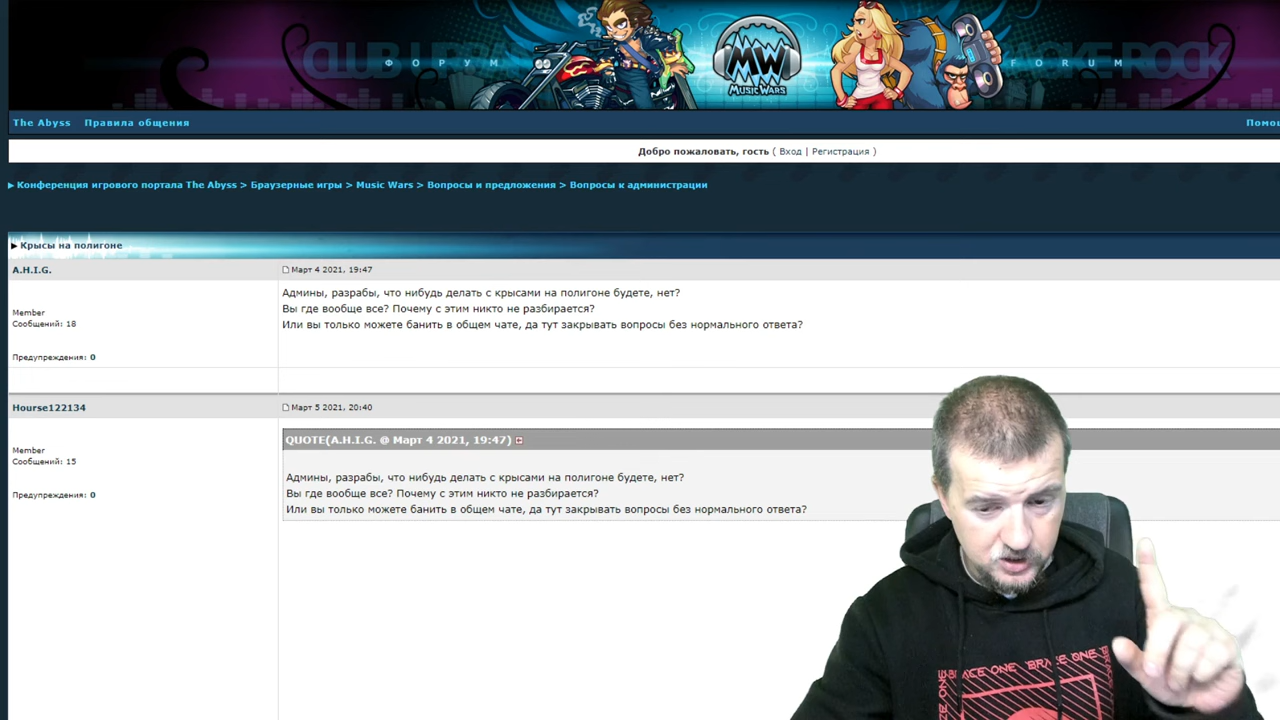 CLUB URBA
ФОРУМ
MW
MUSIC WARS
FORUM
ROCK
The Abyss Правила общения
Помощ
Добро пожаловать, гость ( Вход | Регистрация )
Конференция игрового портала The Abyss > Браузерные игры > Music Wars > Вопросы и предложения > Вопросы к администрации
Крысы на полигоне
A.H.I.G.
Март 4 2021, 19:47
Member
Сообщений: 18
Предупреждения: 0
Админы, разрабы, что нибудь делать с крысами на полигоне будете, нет?
Вы где вообще все? Почему с этим никто не разбирается?
Или вы только можете банить в общем чате, да тут закрывать вопросы без нормального ответа?
Hourse122134
Март 5 2021, 20:40
Member
Сообщений: 15
Предупреждения: 0
QUOTE(A.H.I.G. @ Март 4 2021, 19:47)
Админы, разрабы, что нибудь делать с крысами на полигоне будете, нет?
Вы где вообще все? Почему с этим никто не разбирается?
Или вы только можете банить в общем чате, да тут закрывать вопросы без нормального ответа?